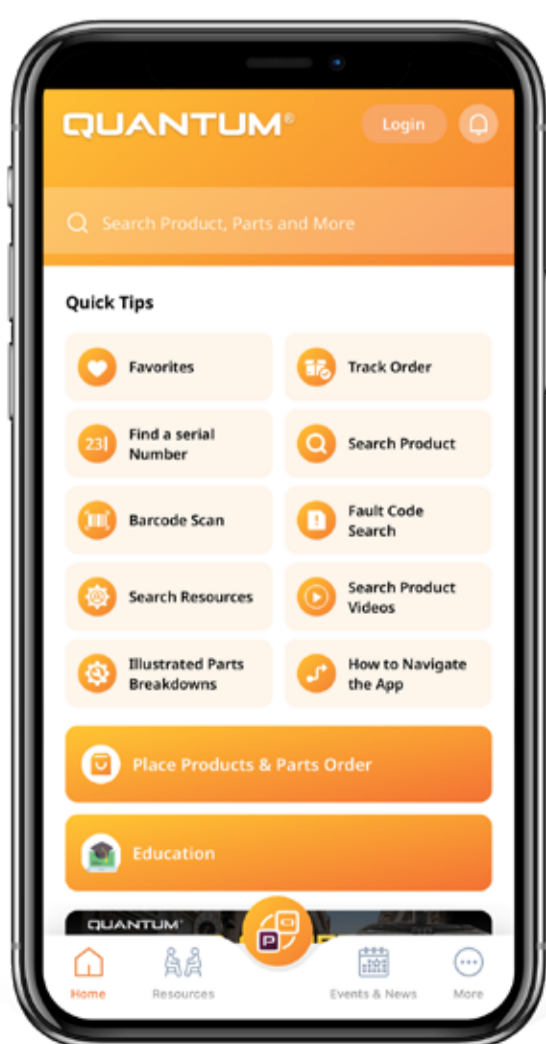 QUANTUM®
Login
Search Product, Parts and More
Quick Tips
Favorites
Track Order
23|
Find a serial
Number
Search Product
Barcode Scan
Fault Code
Search
Search Resources
Search Product
Videos
Illustrated Parts
Breakdowns
How to Navigate
the App
Place Products & Parts Order
Education
QUANTUM
P
Home
Resources
Events & News
More